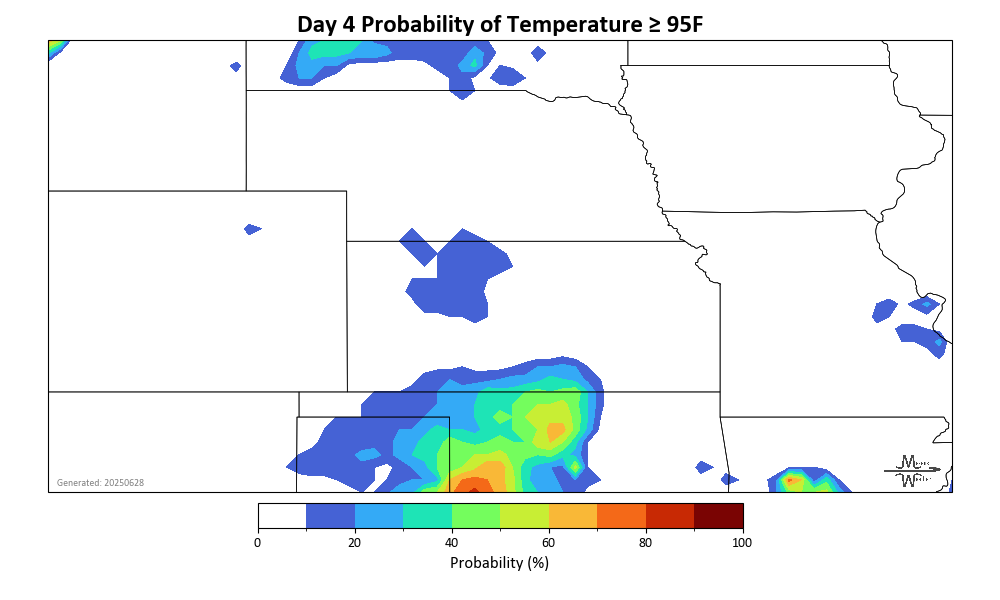 Day 4 Probability of Temperature ≥ 95F
Generated: 20250628
0 20 40 60 80 100
Probability (%)